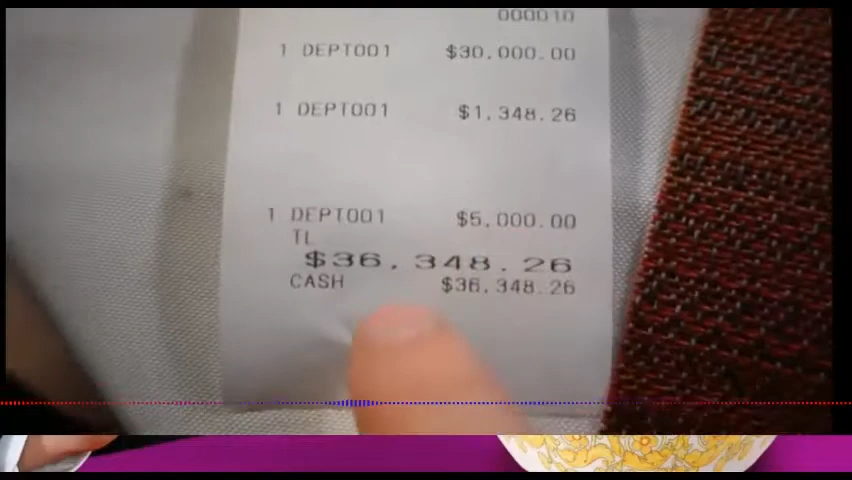 000010
1 DEPT001 $30,000.00
1 DEPT001 $1,348.26
1 DEPT001 $5,000.00
TL
$36,348.26
CASH $36,348.26